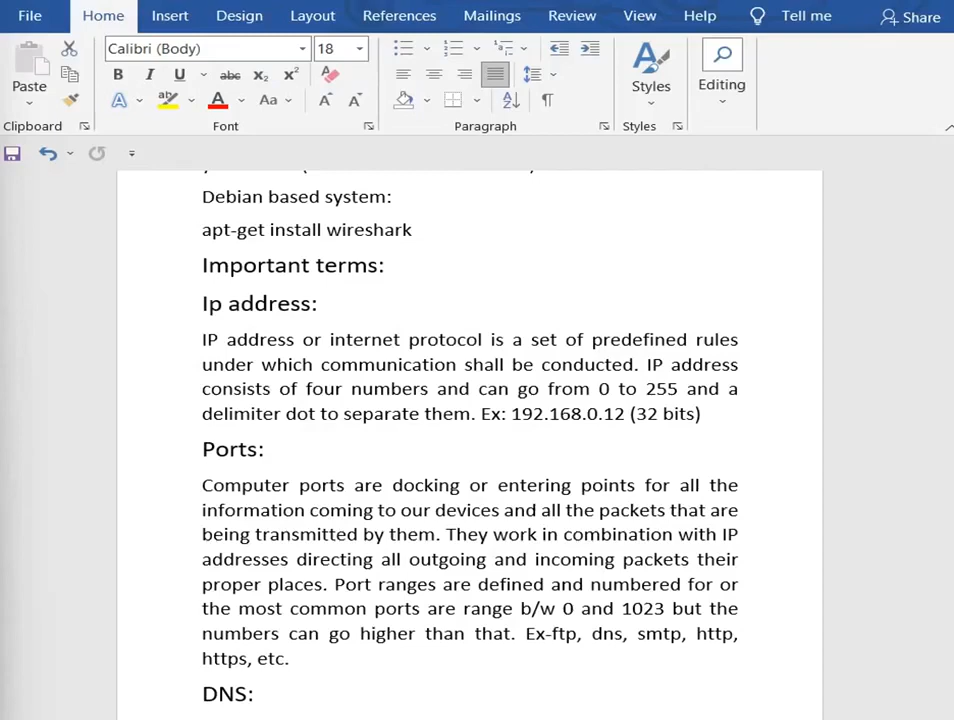 File Home Insert Design Layout References Mailings Review View Help Tell me Share
Calibri (Body) 18
Paste
B I U abc x₂ x² 
A aby A Aa A A
Styles
Editing
Clipboard Font Paragraph Styles
Debian based system:
apt-get install wireshark
Important terms:
Ip address:
IP address or internet protocol is a set of predefined rules
under which communication shall be conducted. IP address
consists of four numbers and can go from 0 to 255 and a
delimiter dot to separate them. Ex: 192.168.0.12 (32 bits)
Ports:
Computer ports are docking or entering points for all the
information coming to our devices and all the packets that are
being transmitted by them. They work in combination with IP
addresses directing all outgoing and incoming packets their
proper places. Port ranges are defined and numbered for or
the most common ports are range b/w 0 and 1023 but the
numbers can go higher than that. Ex-ftp, dns, smtp, http,
https, etc.
DNS: